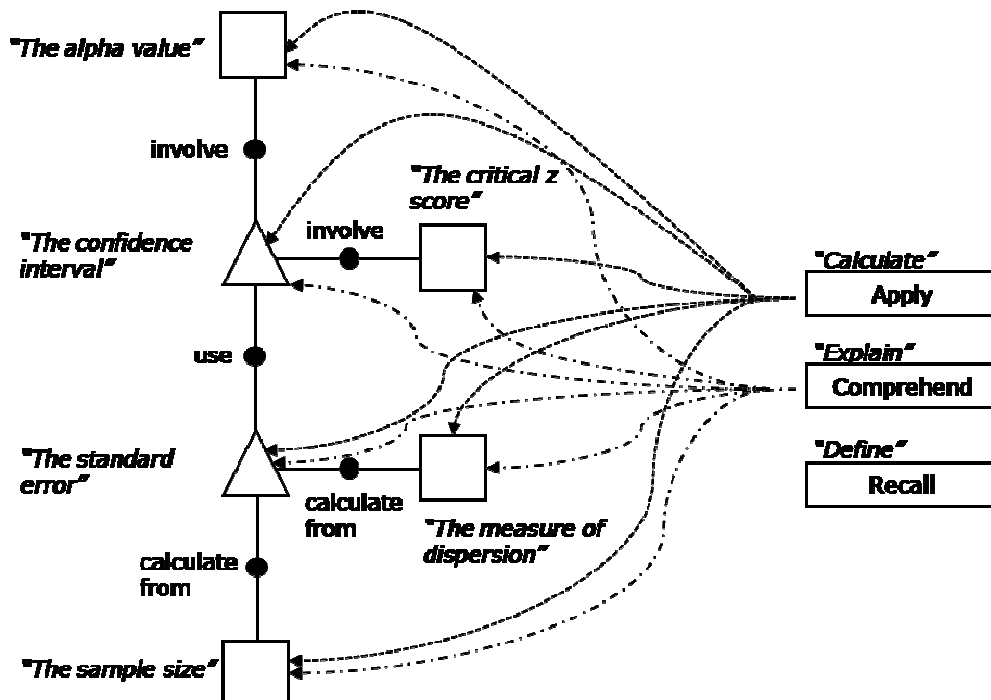 "The alpha value"
involve
"The critical z
score"
"The confidence
interval"
involve
"Calculate"
Apply
use
"Explain"
Comprehend
"Define"
Recall
"The standard
error"
calculate
from
"The measure of
dispersion"
calculate
from
"The sample size"